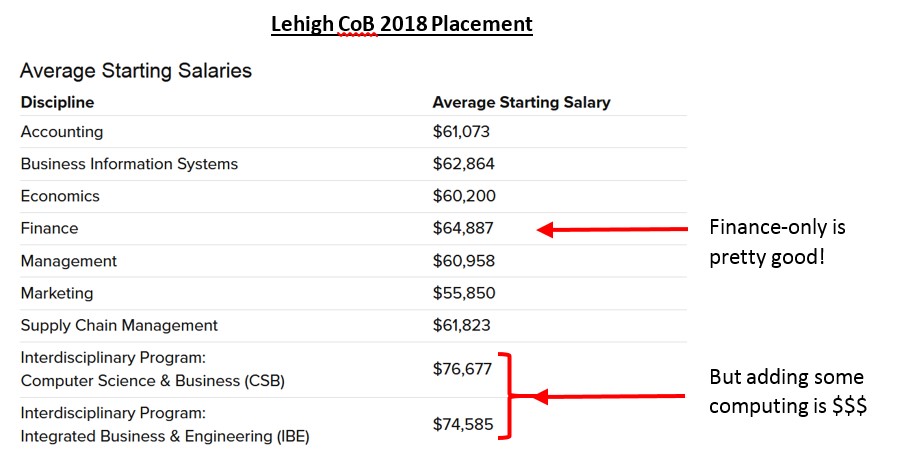 Lehigh CoB 2018 Placement
Average Starting Salaries
Discipline Average Starting Salary
Accounting $61,073
Business Information Systems $62,864
Economics $60,200
Finance $64,887
Finance-only is
pretty good!
Management $60,958
Marketing $55,850
Supply Chain Management $61,823
Interdisciplinary Program:
Computer Science & Business (CSB) $76,677
But adding some
computing is $$$
Interdisciplinary Program:
Integrated Business & Engineering (IBE) $74,585